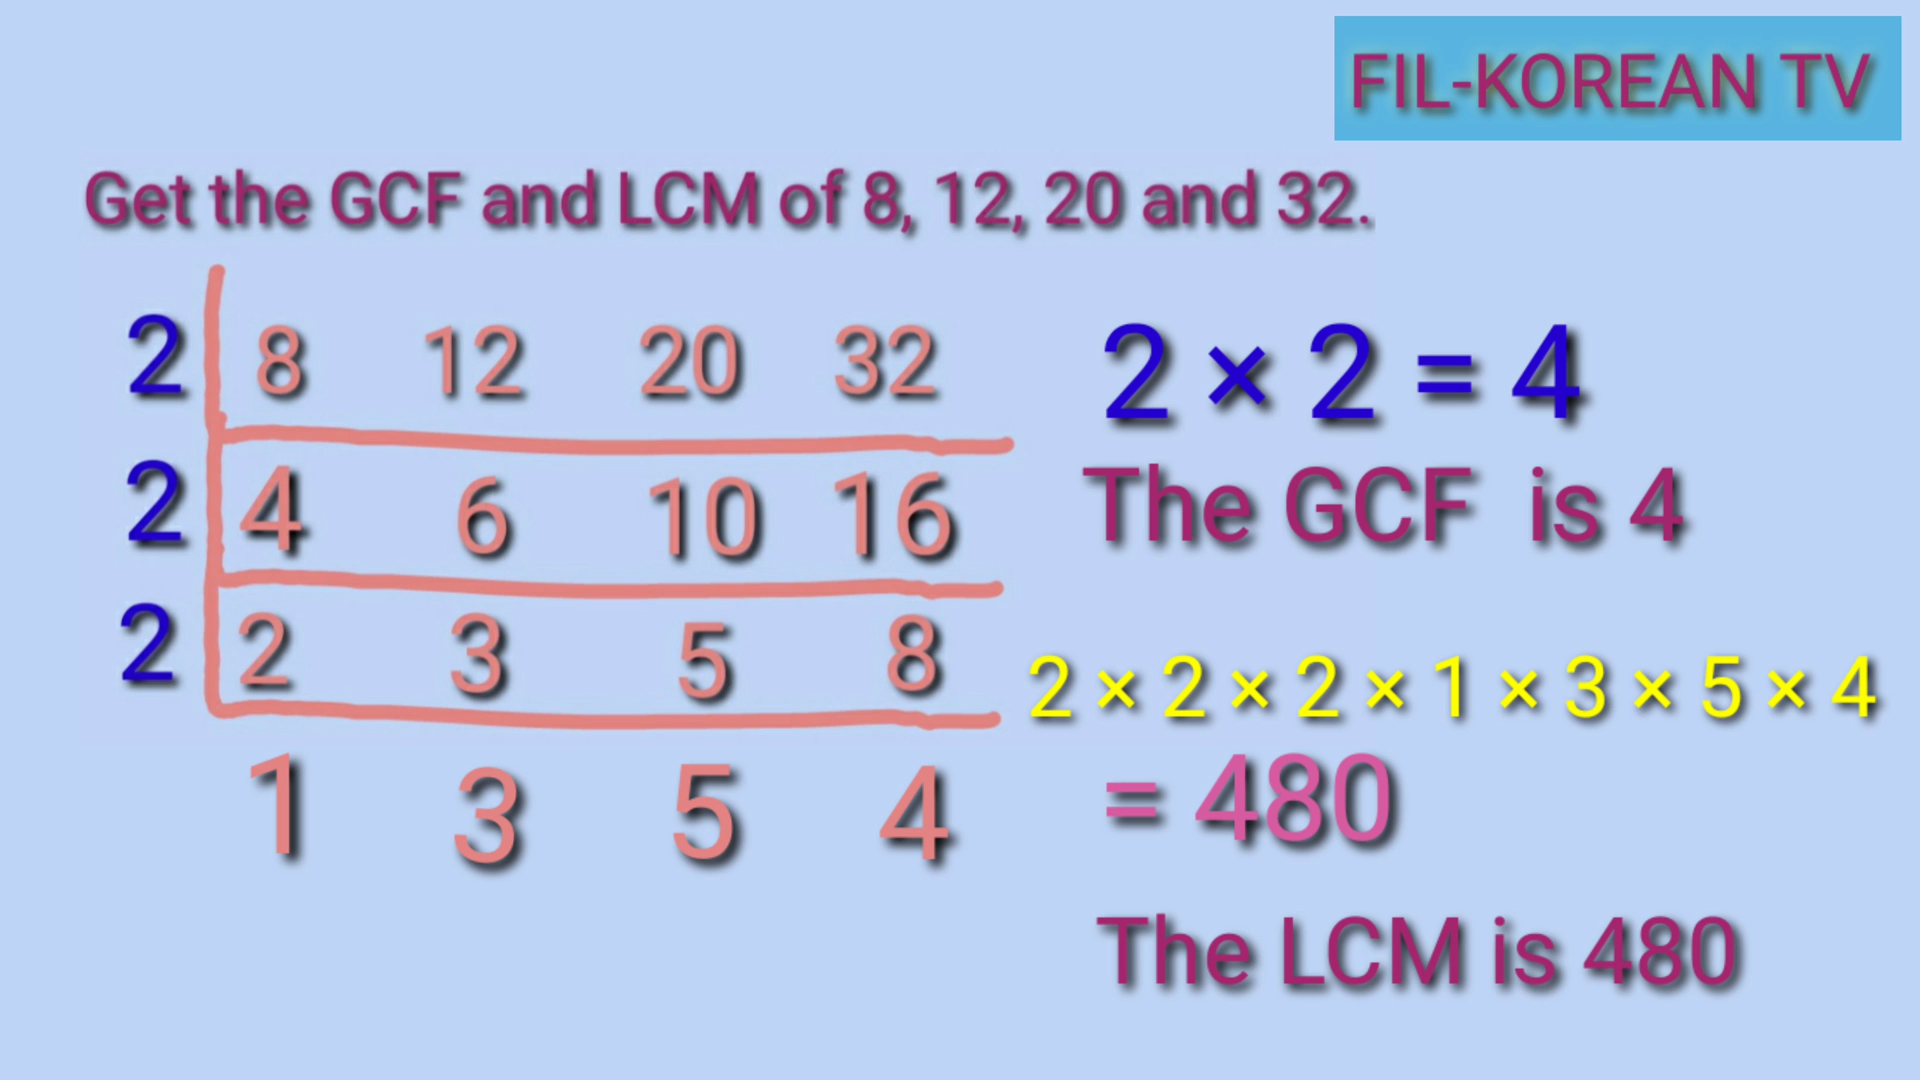 FIL-KOREAN TV
Get the GCF and LCM of 8, 12, 20 and 32.
2 8 12 20 32
2 4 6 10 16
2 2 3 5 8
1 3 5 4
2 × 2 = 4
The GCF is 4
2 × 2 × 2 × 1 × 3 × 5 × 4
= 480
The LCM is 480